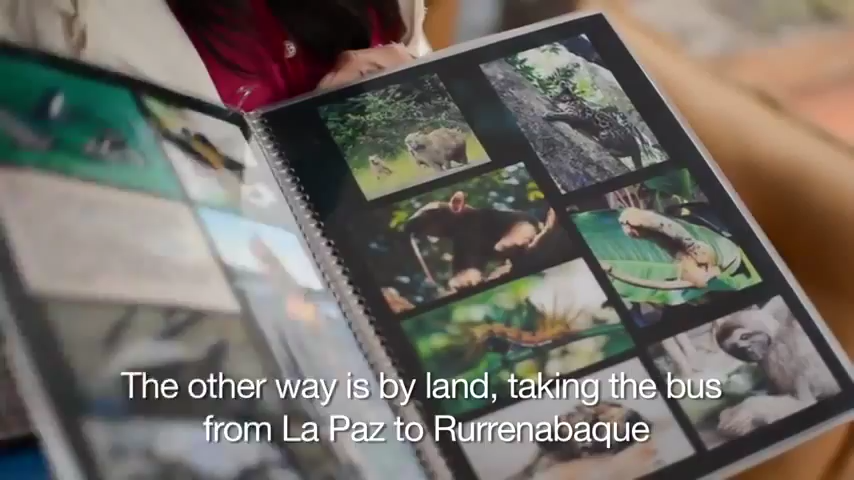 The other way is by land, taking the bus
from La Paz to Rurrenabaque